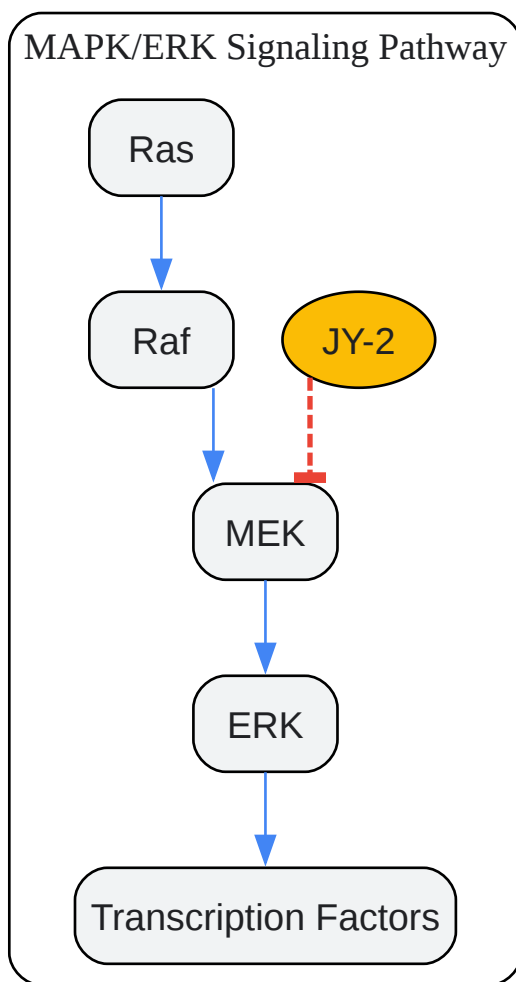 MAPK/ERK Signaling Pathway
Ras
Raf
JY-2
MEK
ERK
Transcription Factors